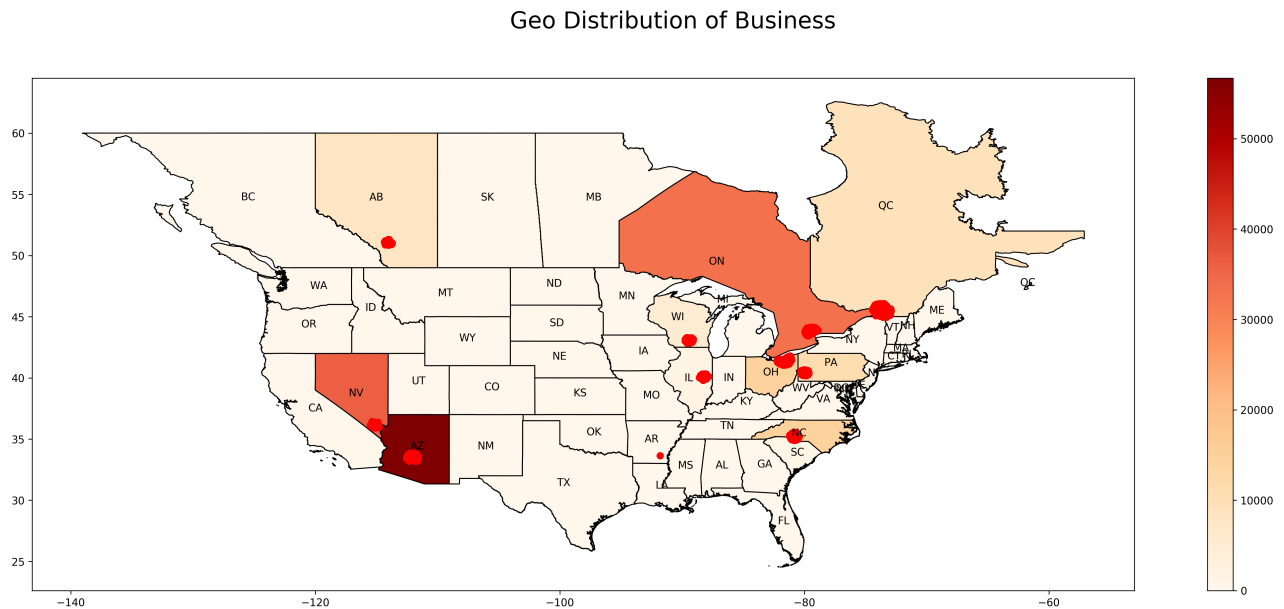 Geo Distribution of Business
60
55
50
45
40
35
30
25
−140
−120
−100
−80
−60
BC
AB
SK
MB
ON
QC
QC
WA
MT
ND
MN
MI
ME
ID
OR
SD
WI
VT
NH
WY
NY
MA
CT
IA
NE
PA
NV
UT
CO
IL
IN
OH
KS
MO
WV
VA
CA
KY
AZ
NM
OK
AR
TN
NC
SC
TX
LA
MS
AL
GA
FL
50000
40000
30000
20000
10000
0